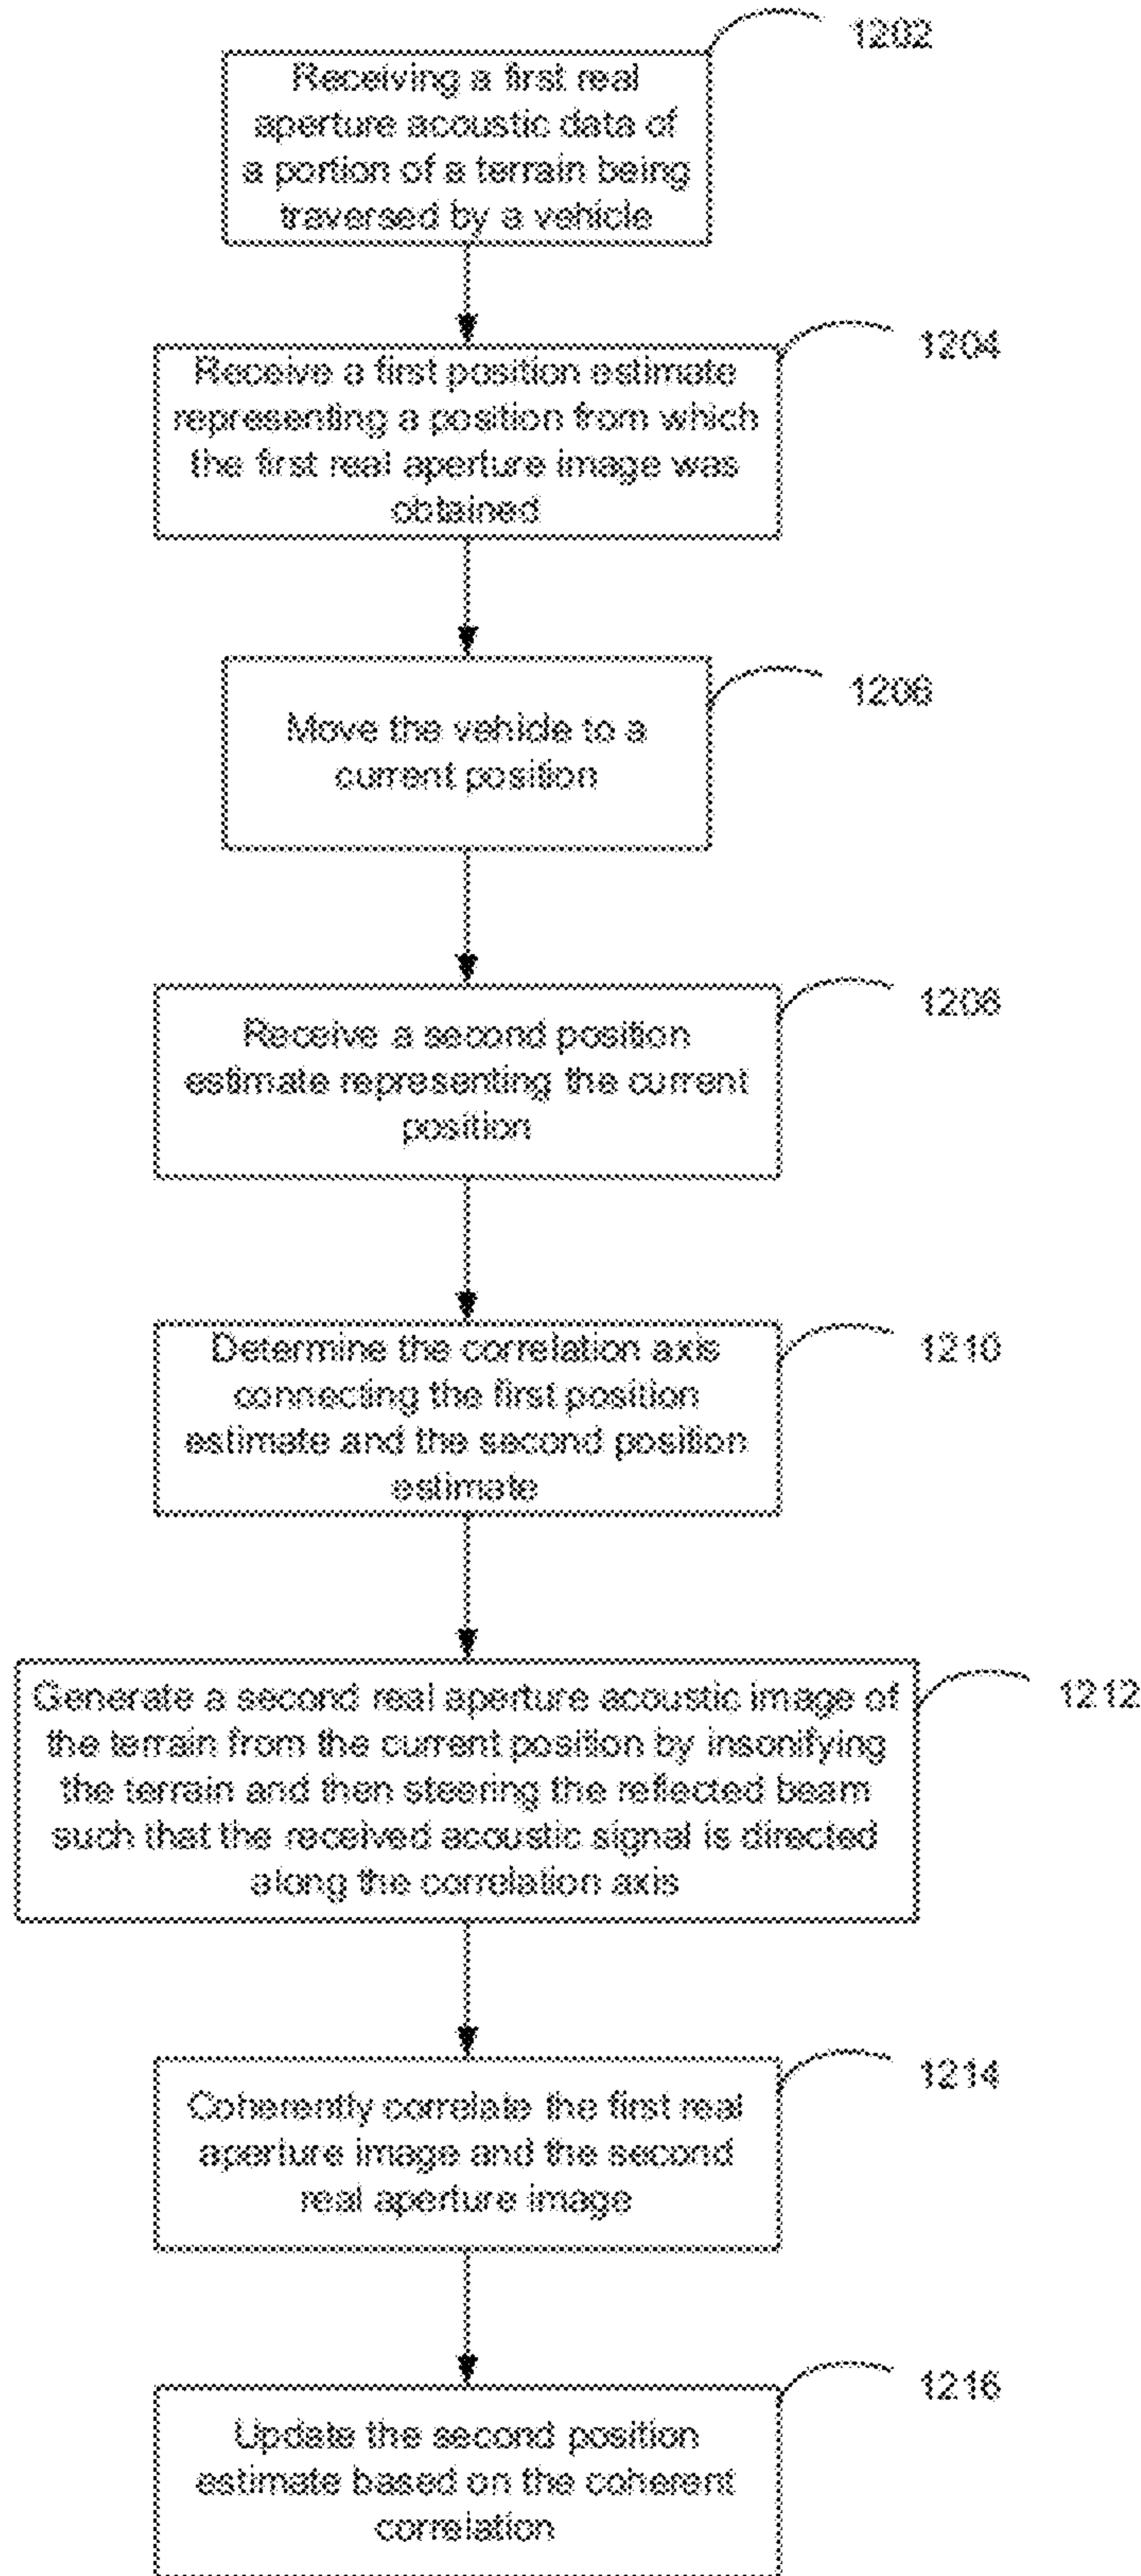 1202
Receiving a first real
aperture acoustic data of
a portion of a terrain being
traversed by a vehicle
1204
Receive a first position estimate
representing a position from which
the first real aperture image was
obtained
1206
Move the vehicle to a
current position
1208
Receive a second position
estimate representing the current
position
1210
Determine the correlation axis
connecting the first position
estimate and the second position
estimate
1212
Generate a second real aperture acoustic image of
the terrain from the current position by insonifying
the terrain and then steering the reflected beam
such that the received acoustic signal is directed
along the correlation axis
1214
Coherently correlate the first real
aperture image and the second
real aperture image
1216
Update the second position
estimate based on the coherent
correlation